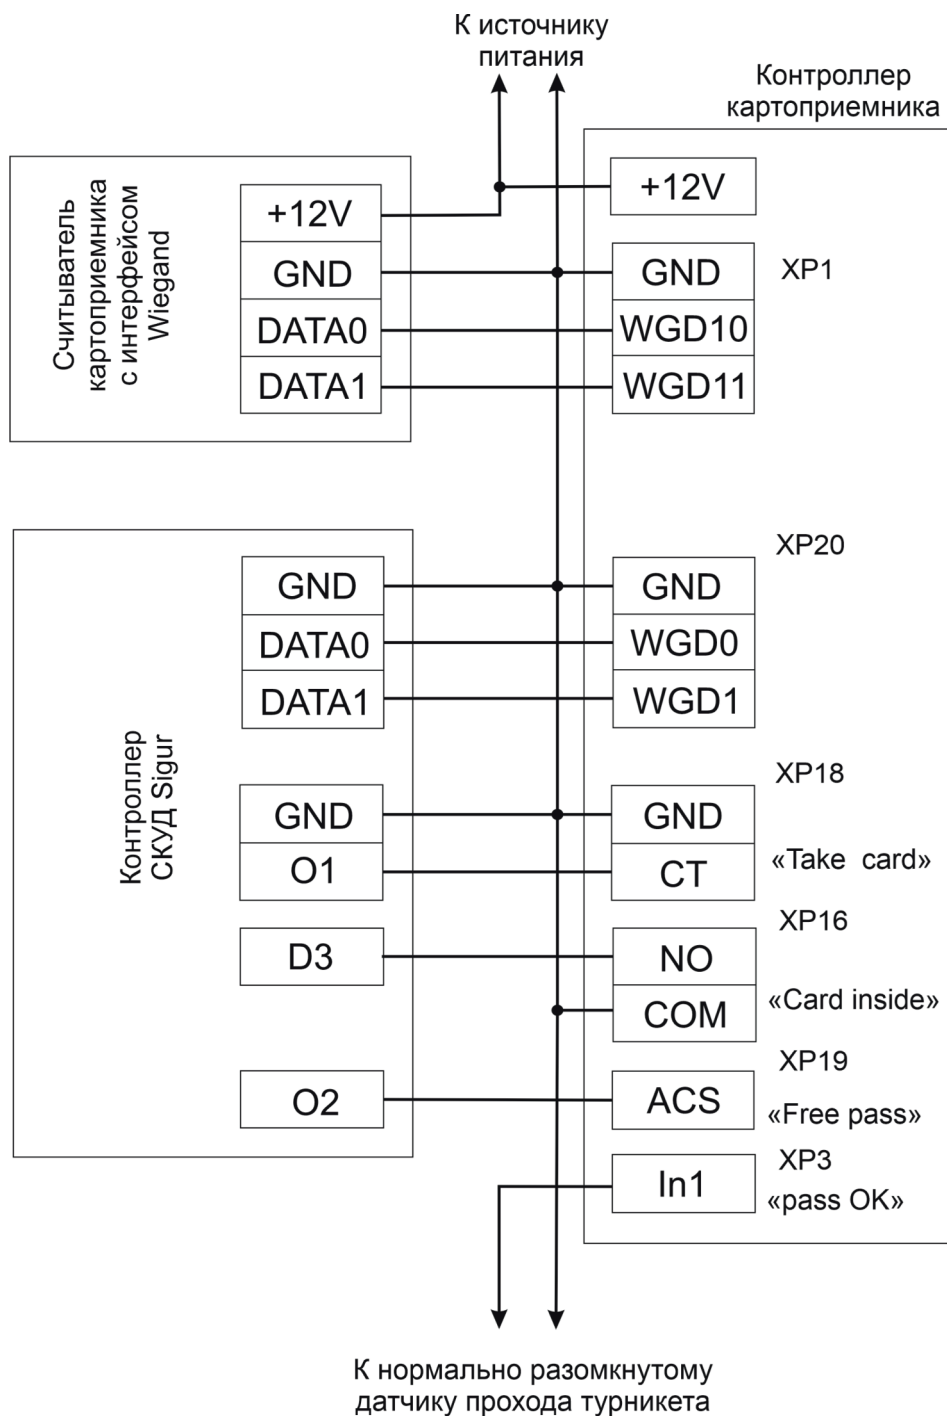 К источнику
питания
Контроллер
картоприемника
Считыватель
картоприемника
с интерфейсом
Wiegand
+12V
GND
DATA0
DATA1
+12V
GND
WGD10
WGD11
XP1
Контроллер
СКУД Sigur
GND
DATA0
DATA1
GND
O1
D3
O2
XP20
GND
WGD0
WGD1
XP18
GND
CT
«Take card»
XP16
NO
COM
«Card inside»
XP19
ACS
«Free pass»
XP3
In1
«pass OK»
К нормально разомкнутому
датчику прохода турникета